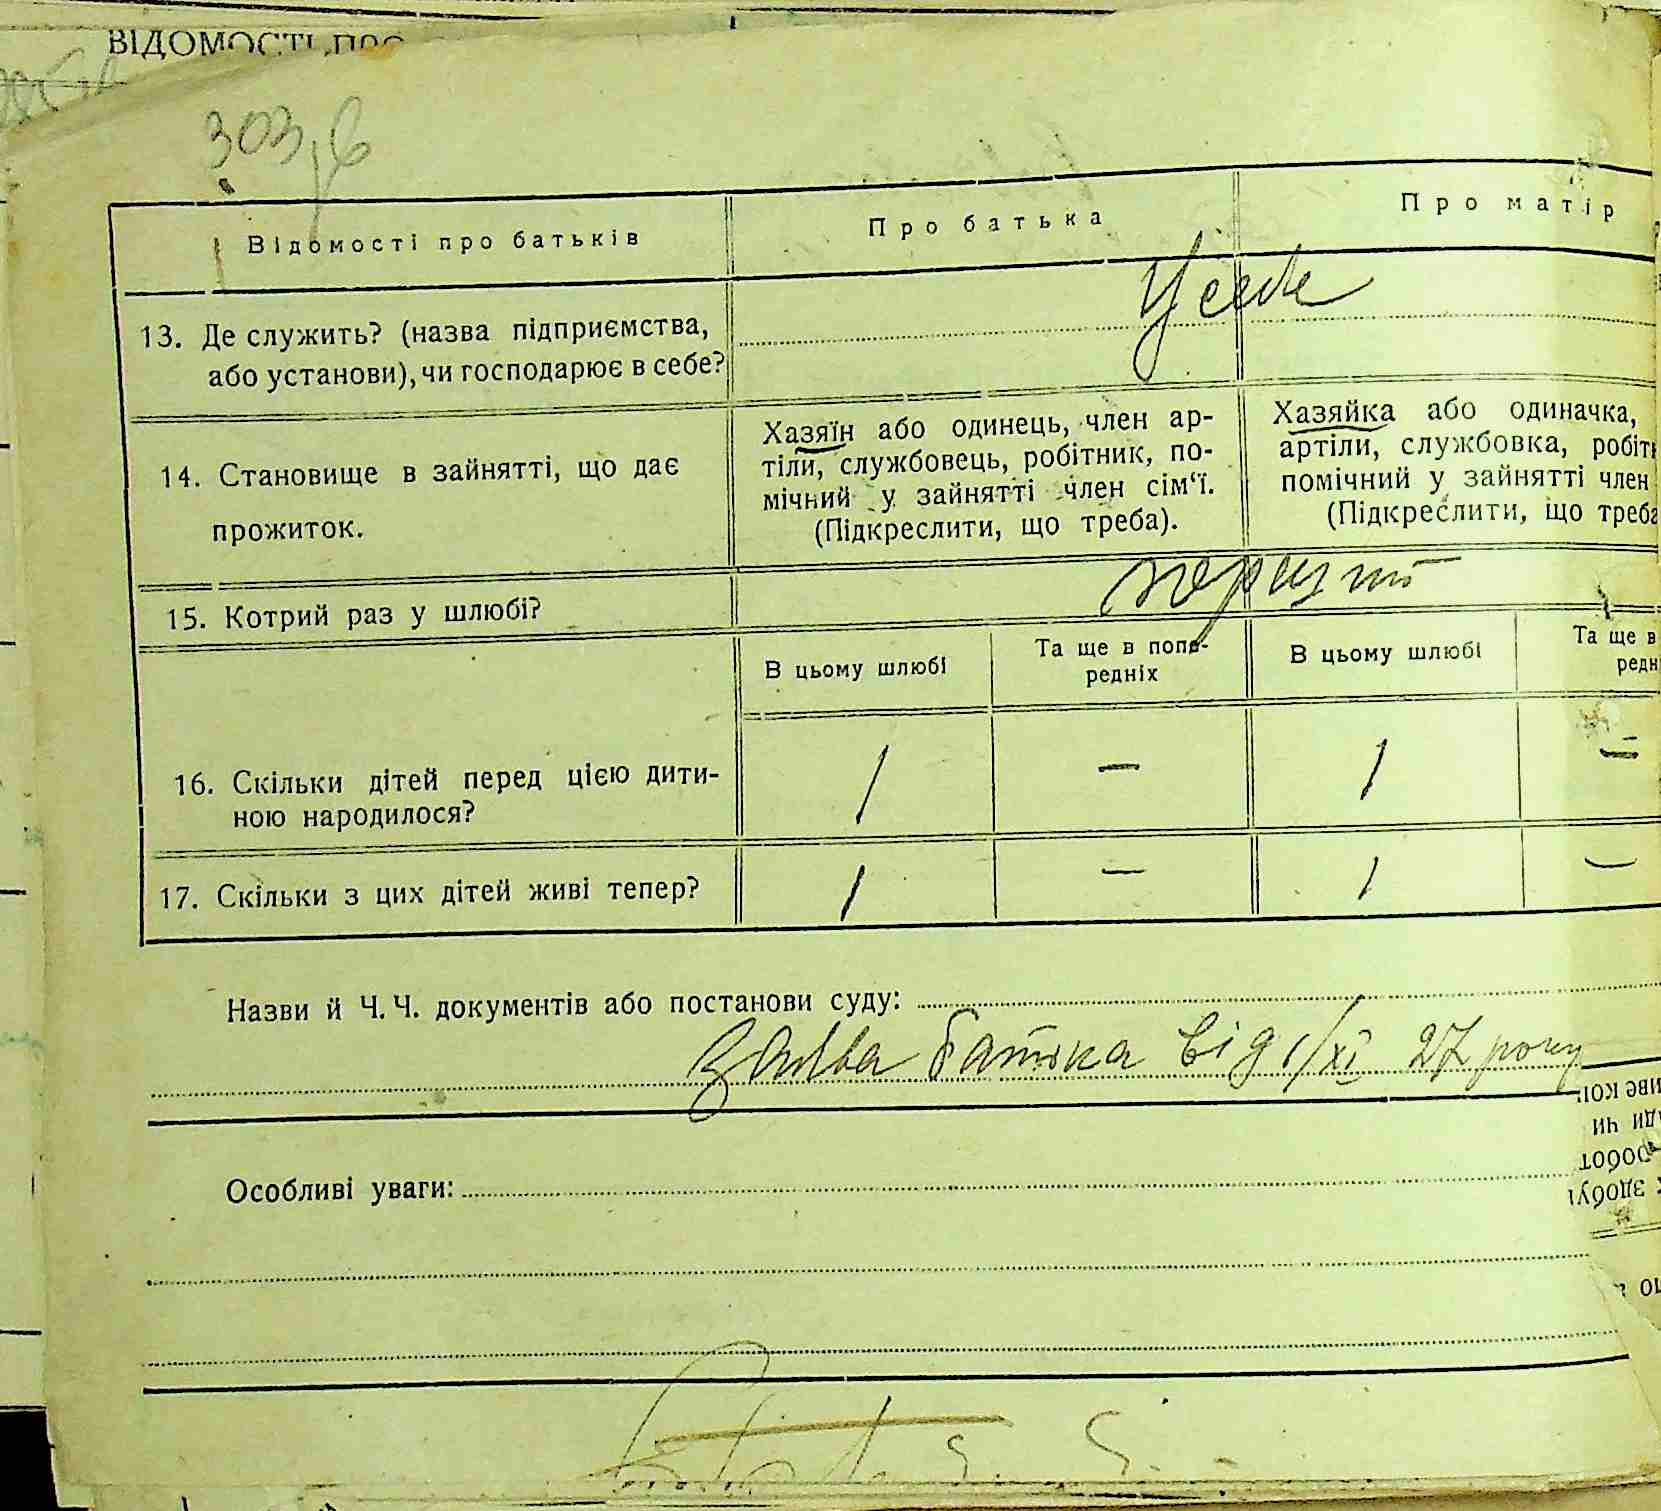 ВІДОМОСТІ ПРО
303
Відомості про батьків
Про батька
Про матір
13. Де служить? (назва підприємства,
або установи), чи господарює в себе?
У себе
14. Становище в зайнятті, що дає
прожиток.
Хазяїн або одинець, член ар-
тіли, службовець, робітник, по-
мічний у зайнятті член сім‘ї.
(Підкреслити, що треба).
Хазяйка або одиначка,
артіли, службовка, робіт
помічний у зайнятті член
(Підкреслити, що треба
15. Котрий раз у шлюбі?
перший
В цьому шлюбі
Та ще в попе-
редніх
В цьому шлюбі
Та ще в
редн
16. Скільки дітей перед цією дити-
ною народилося?
1 — 1 —
17. Скільки з цих дітей живі тепер?
1 — 1 —
Назви й Ч. Ч. документів або постанови суду:
Заява батька від 1/XI 27 року
Особливі уваги: